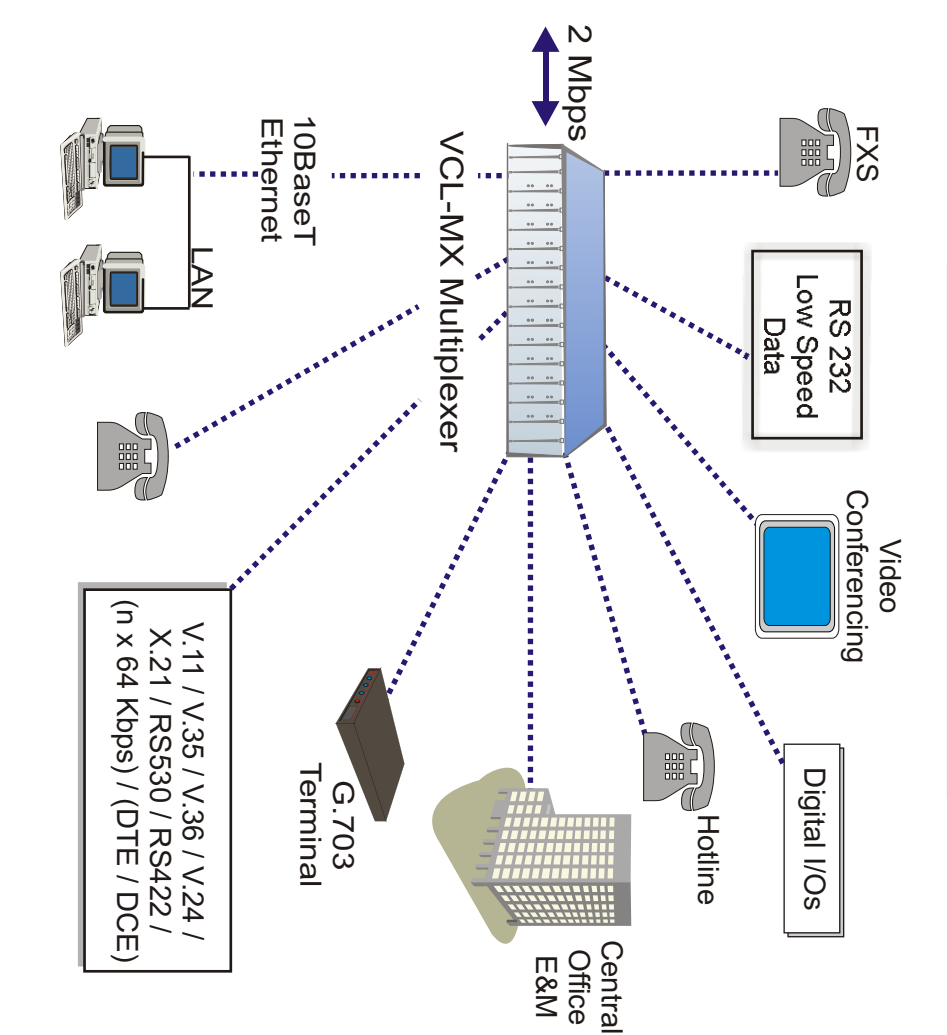 2 Mbps
FXS
RS 232
Low Speed
Data
Video
Conferencing
Digital I/Os
Hotline
Central
Office
E&M
G.703
Terminal
VCL-MX Multiplexer
10BaseT
Ethernet
LAN
V.11 / V.35 / V.36 / V.24 /
X.21 / RS530 / RS422 /
(n x 64 Kbps) / (DTE / DCE)